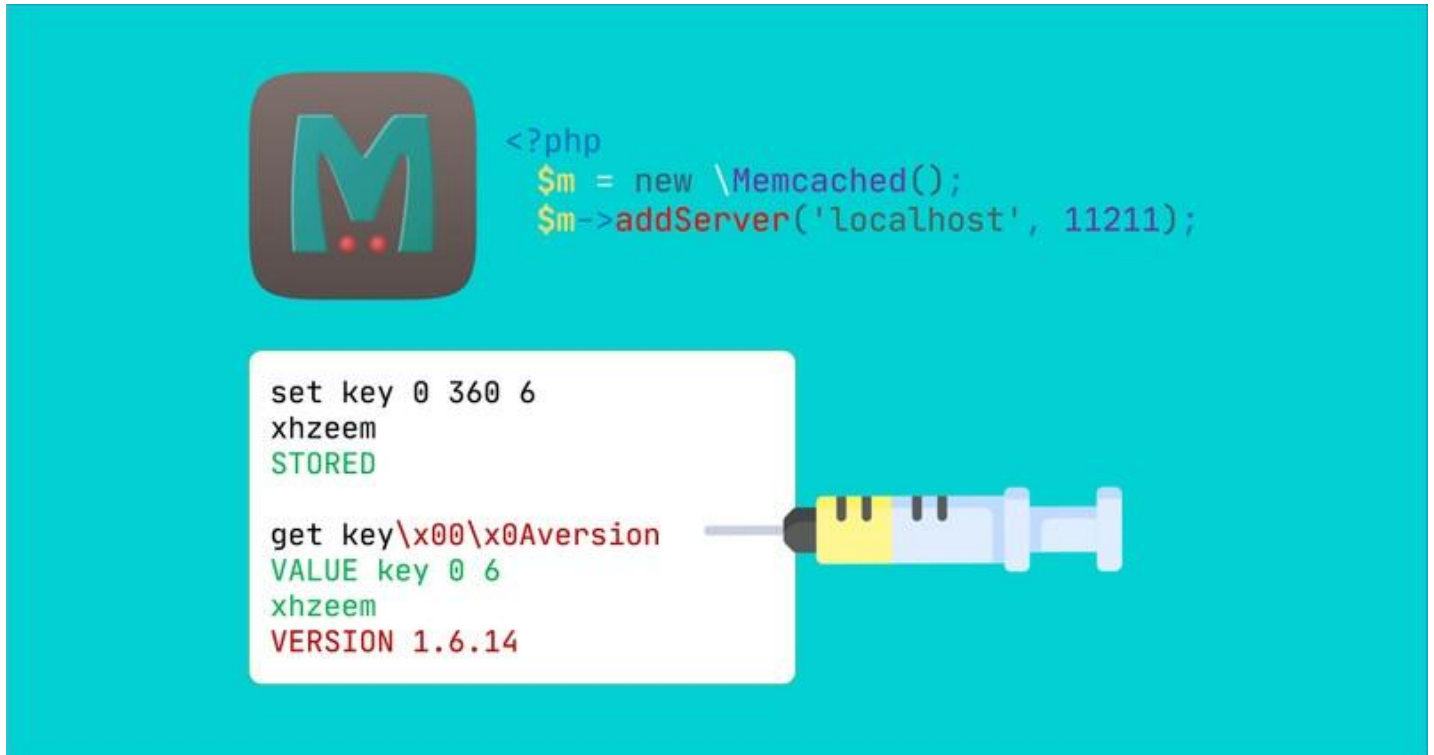 M
<?php
$m = new \Memcached();
$m->addServer('localhost', 11211);
set key 0 360 6
xhzeem
STORED
get key\x00\x0Aversion
VALUE key 0 6
xhzeem
VERSION 1.6.14